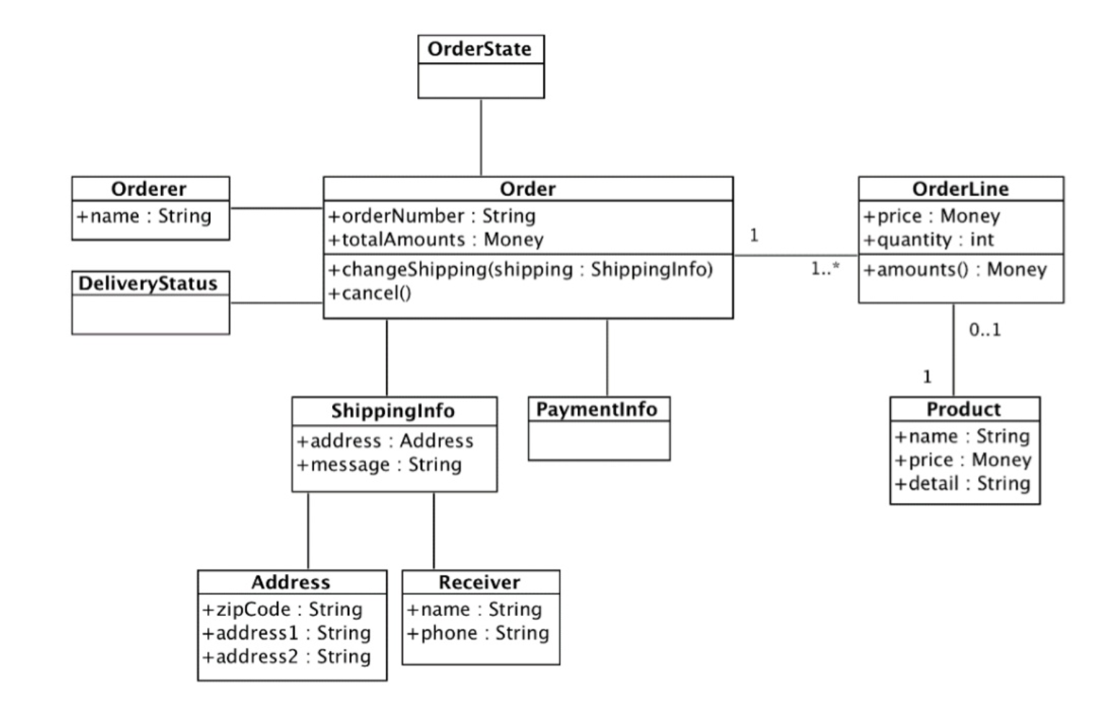 OrderState
Orderer
+name : String
DeliveryStatus
Order
+orderNumber : String
+totalAmounts : Money
+changeShipping(shipping : ShippingInfo)
+cancel()
1
1..*
OrderLine
+price : Money
+quantity : int
+amounts() : Money
0..1
1
ShippingInfo
+address : Address
+message : String
PaymentInfo
Product
+name : String
+price : Money
+detail : String
Address
+zipCode : String
+address1 : String
+address2 : String
Receiver
+name : String
+phone : String